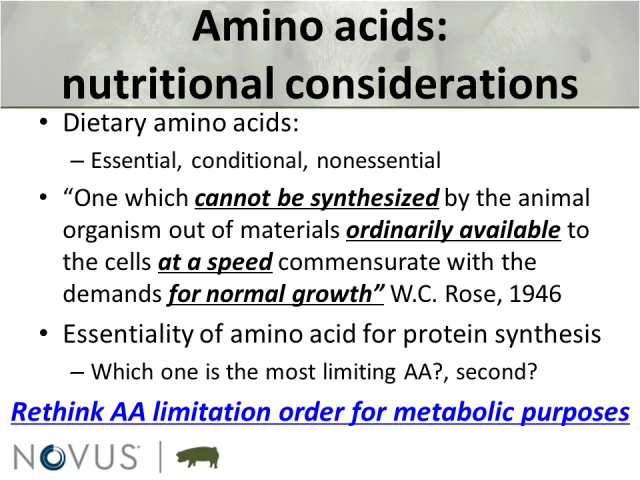 Amino acids:
nutritional considerations
• Dietary amino acids:
– Essential, conditional, nonessential
• “One which cannot be synthesized by the animal
organism out of materials ordinarily available to
the cells at a speed commensurate with the
demands for normal growth” W.C. Rose, 1946
• Essentiality of amino acid for protein synthesis
– Which one is the most limiting AA?, second?
Rethink AA limitation order for metabolic purposes
NOVUS